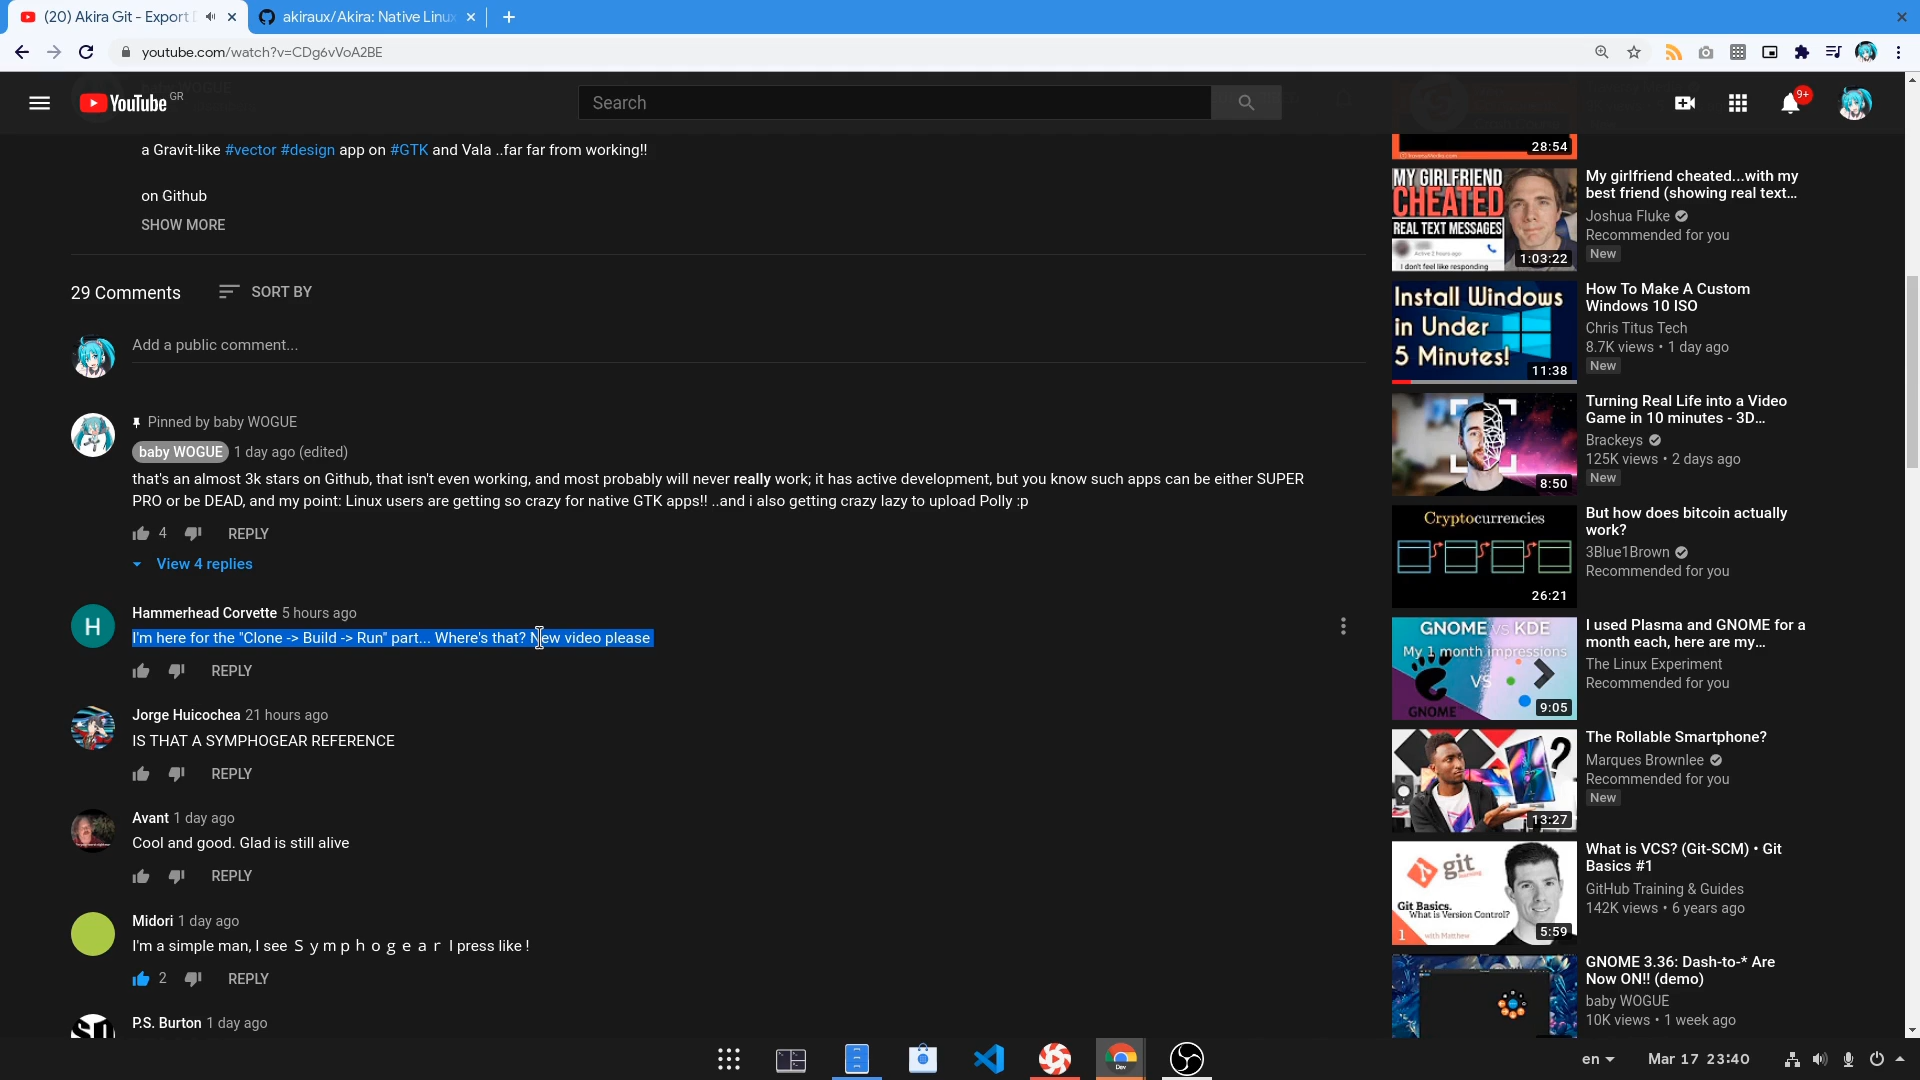 (20) Akira Git - Export
akiraux/Akira: Native Linux
youtube.com/watch?v=CDg6vVoA2BE
YouTube GR
Search
9+
a Gravit-like #vector #design app on #GTK and Vala ..far far from working!!
on Github
SHOW MORE
29 Comments
SORT BY
Add a public comment...
Pinned by baby WOGUE
baby WOGUE 1 day ago (edited)
that's an almost 3k stars on Github, that isn't even working, and most probably will never really work; it has active development, but you know such apps can be either SUPER
PRO or be DEAD, and my point: Linux users are getting so crazy for native GTK apps!! ..and i also getting crazy lazy to upload Polly :p
4
REPLY
View 4 replies
H
Hammerhead Corvette 5 hours ago
I'm here for the "Clone -> Build -> Run" part... Where's that? New video please
REPLY
Jorge Huicochea 21 hours ago
IS THAT A SYMPHOGEAR REFERENCE
REPLY
Avant 1 day ago
Cool and good. Glad is still alive
REPLY
Midori 1 day ago
I'm a simple man, I see Ｓｙｍｐｈｏｇｅａｒ I press like !
2
REPLY
P.S. Burton 1 day ago
28:54
MY GIRLFRIEND
CHEATED
REAL TEXT MESSAGES
I don't feel like responding
1:03:22
My girlfriend cheated...with my
best friend (showing real text...
Joshua Fluke
Recommended for you
New
Install Windows
in Under
5 Minutes!
11:38
How To Make A Custom
Windows 10 ISO
Chris Titus Tech
8.7K views • 1 day ago
New
8:50
Turning Real Life into a Video
Game in 10 minutes - 3D...
Brackeys
125K views • 2 days ago
New
Cryptocurrencies
26:21
But how does bitcoin actually
work?
3Blue1Brown
Recommended for you
GNOME vs KDE
My 1 month impressions
VS
GNOME
9:05
I used Plasma and GNOME for a
month each, here are my...
The Linux Experiment
Recommended for you
?
13:27
The Rollable Smartphone?
Marques Brownlee
Recommended for you
New
git
Git Basics.
What is Version Control?
1
with Matthew
5:59
What is VCS? (Git-SCM) • Git
Basics #1
GitHub Training & Guides
142K views • 6 years ago
GNOME 3.36: Dash-to-* Are
Now ON!! (demo)
baby WOGUE
10K views • 1 week ago
Dev
en
Mar 17 23:40